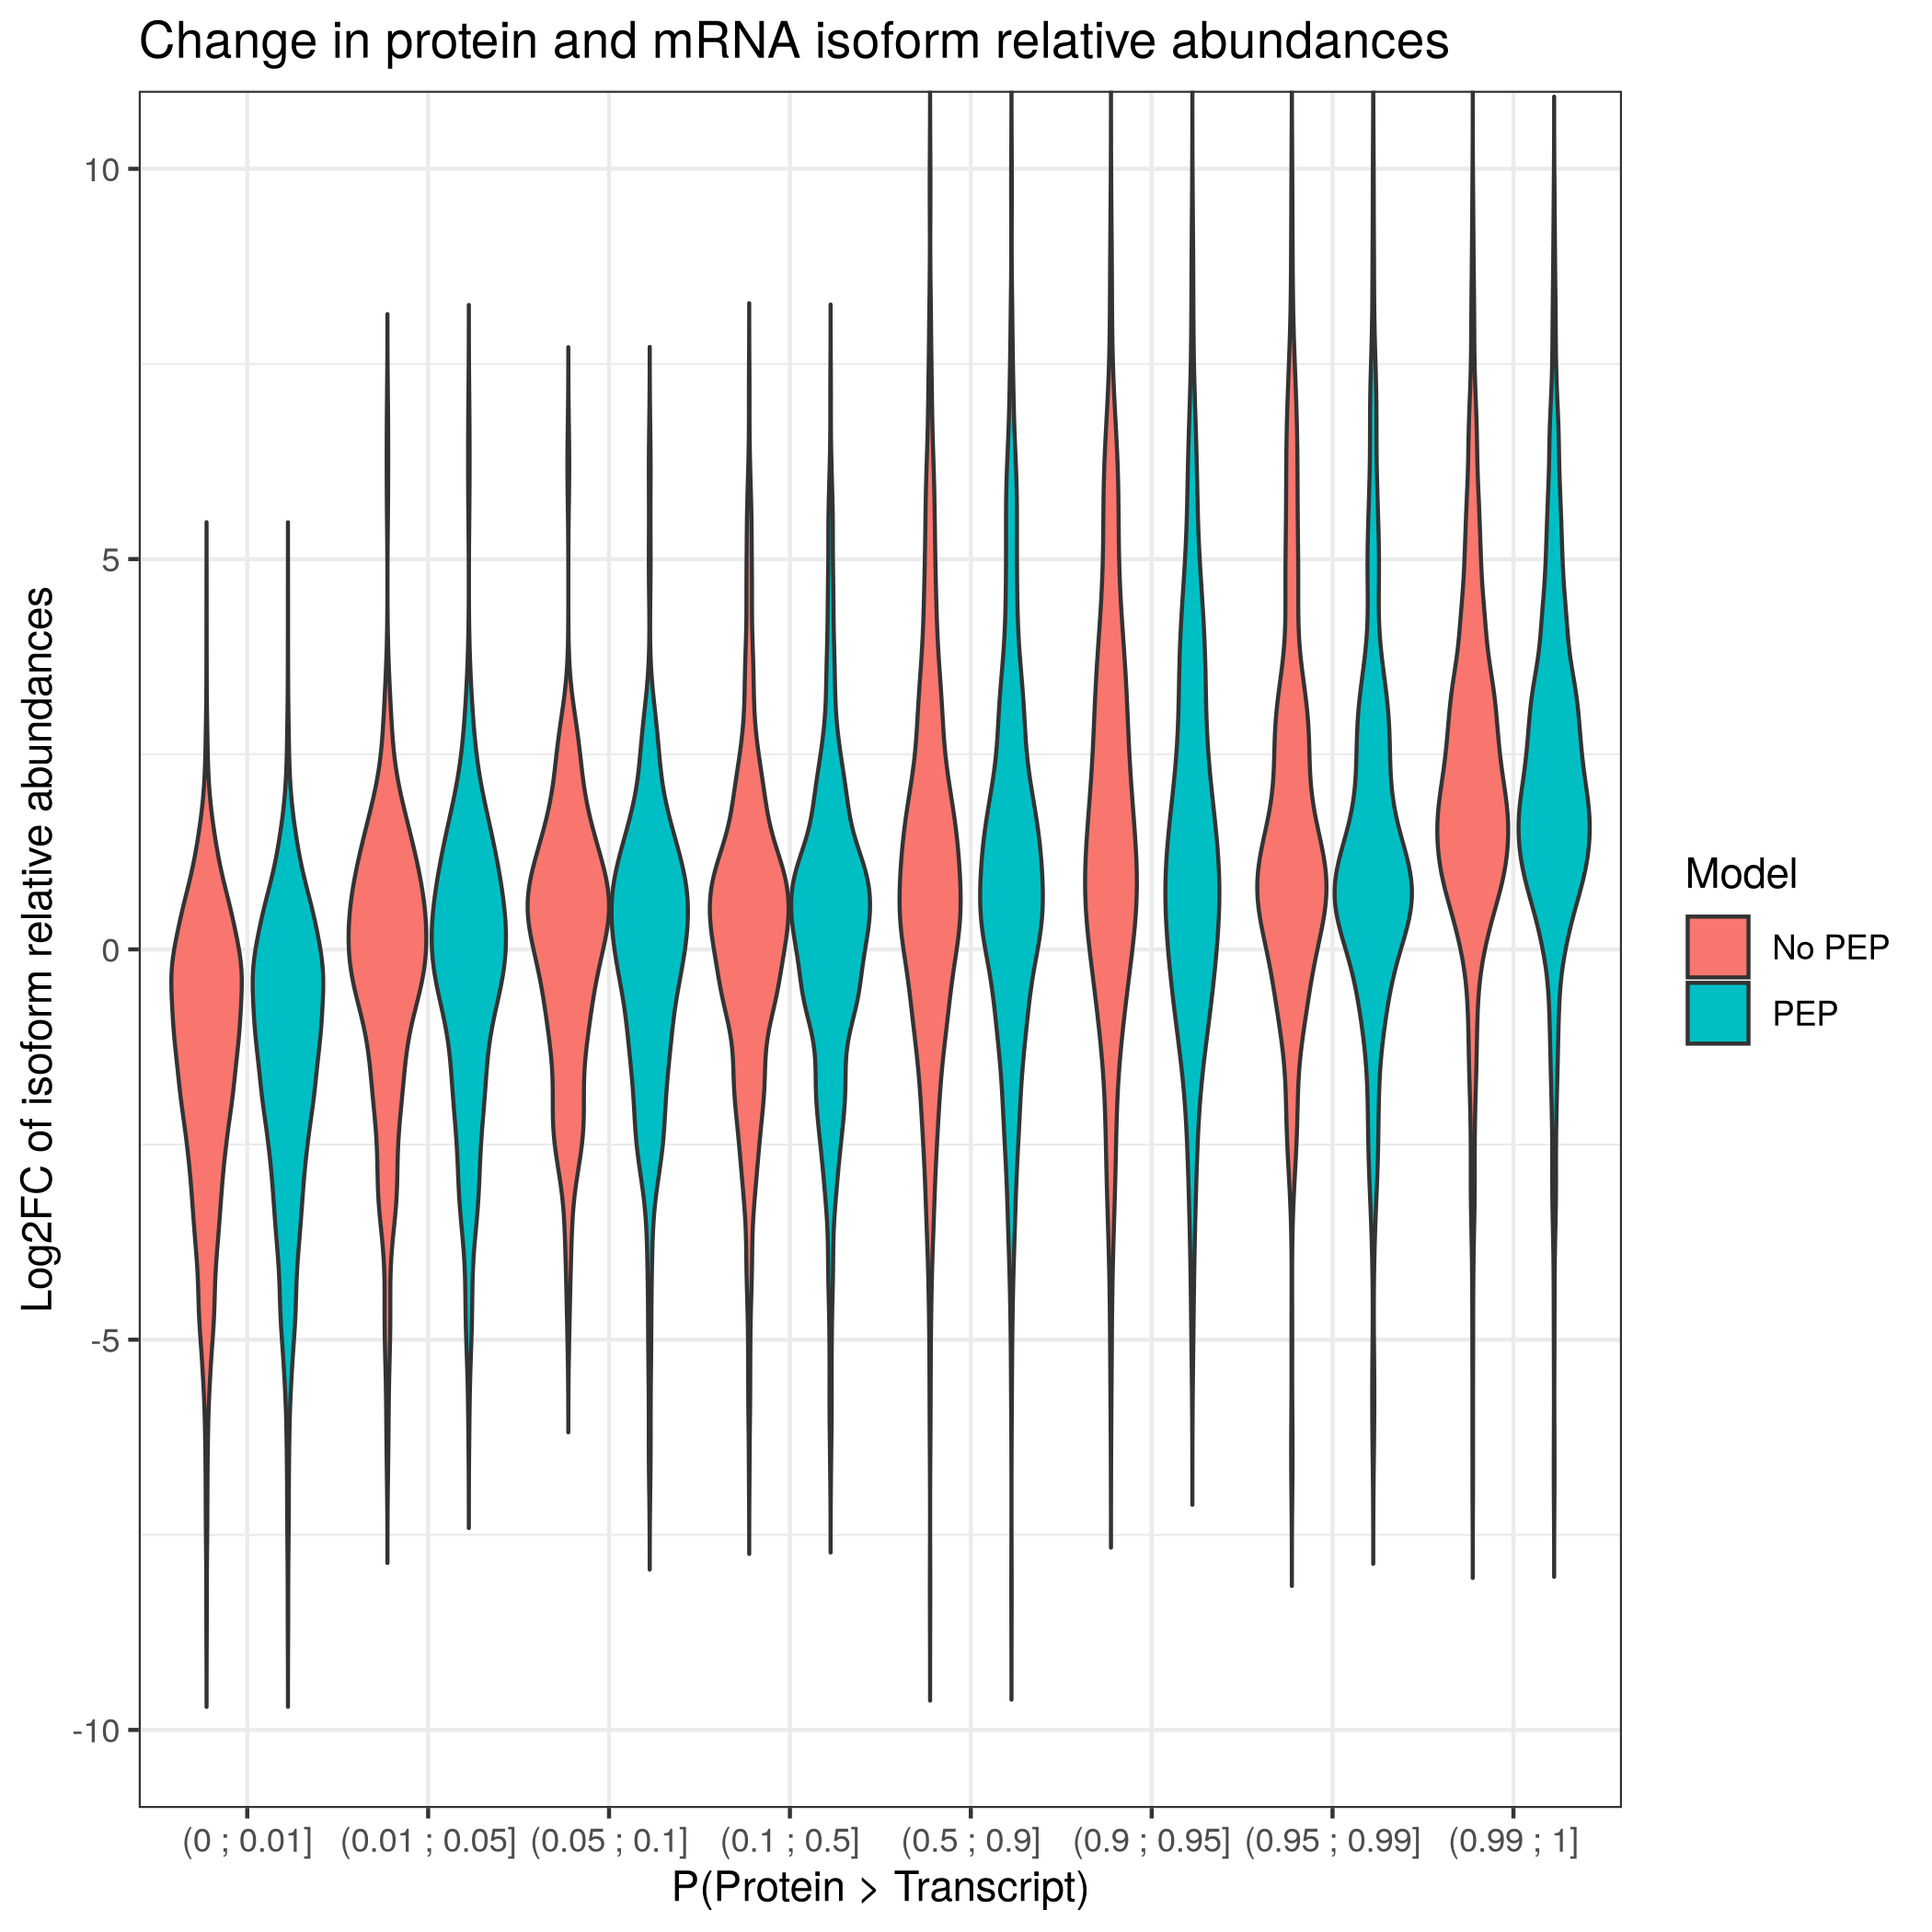 Change in protein and mRNA isoform relative abundances
Log2FC of isoform relative abundances
10
5
0
-5
-10
(0 ; 0.01] (0.01 ; 0.05] (0.05 ; 0.1] (0.1 ; 0.5] (0.5 ; 0.9] (0.9 ; 0.95] (0.95 ; 0.99] (0.99 ; 1]
P(Protein > Transcript)
Model
No PEP
PEP